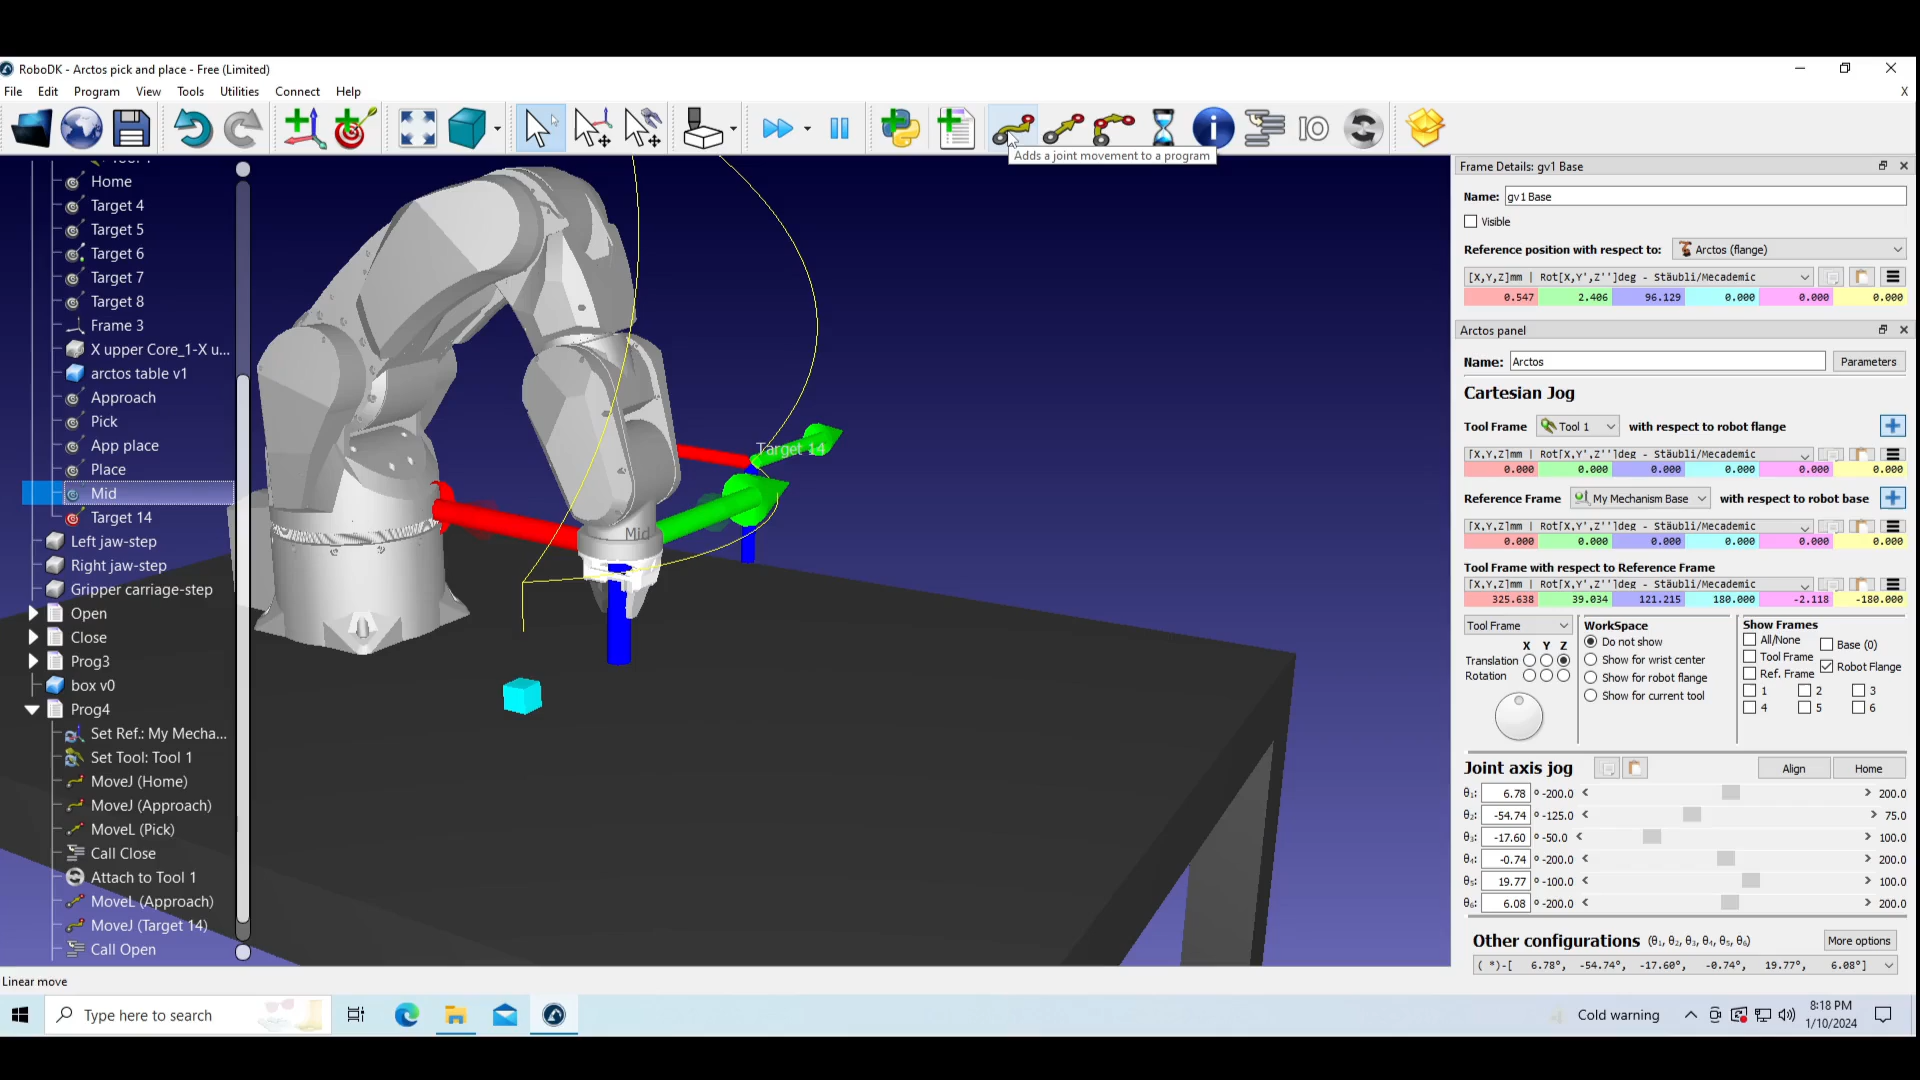 RoboDK - Arctos pick and place - Free (Limited)
File Edit Program View Tools Utilities Connect Help
X
IO
Adds a joint movement to a program
Home
Target 4
Target 5
Target 6
Target 7
Target 8
Frame 3
X upper Core_1-X u...
arctos table v1
Approach
Pick
App place
Place
Mid
Target 14
Left jaw-step
Right jaw-step
Gripper carriage-step
Open
Close
Prog3
box v0
Prog4
Set Ref.: My Mecha...
Set Tool: Tool 1
MoveJ (Home)
MoveJ (Approach)
MoveL (Pick)
Call Close
Attach to Tool 1
MoveL (Approach)
MoveJ (Target 14)
Call Open
Target 14
Mid
Frame Details: gv1 Base
Name: gv1 Base
Visible
Reference position with respect to: Arctos (flange)
[X,Y,Z]mm | Rot[X,Y',Z'']deg - Stäubli/Mecademic
0.547 2.406 96.129 0.000 0.000 0.000
Arctos panel
Name: Arctos Parameters
Cartesian Jog
Tool Frame Tool 1 with respect to robot flange
[X,Y,Z]mm | Rot[X,Y',Z'']deg - Stäubli/Mecademic
0.000 0.000 0.000 0.000 0.000 0.000
Reference Frame My Mechanism Base with respect to robot base
[X,Y,Z]mm | Rot[X,Y',Z'']deg - Stäubli/Mecademic
0.000 0.000 0.000 0.000 0.000 0.000
Tool Frame with respect to Reference Frame
[X,Y,Z]mm | Rot[X,Y',Z'']deg - Stäubli/Mecademic
325.638 39.034 121.215 180.000 -2.118 -180.000
Tool Frame
X Y Z
Translation
Rotation
WorkSpace
Do not show
Show for wrist center
Show for robot flange
Show for current tool
Show Frames
All/None Base (0)
Tool Frame Robot Flange
Ref. Frame
1 2 3
4 5 6
Joint axis jog Align Home
θ₁: 6.78 º -200.0 < > 200.0
θ₂: -54.74 º -125.0 < > 75.0
θ₃: -17.60 º -50.0 < > 100.0
θ₄: -0.74 º -200.0 < > 200.0
θ₅: 19.77 º -100.0 < > 100.0
θ₆: 6.08 º -200.0 < > 200.0
Other configurations (θ₁, θ₂, θ₃, θ₄, θ₅, θ₆) More options
( *)-[ 6.78°, -54.74°, -17.60°, -0.74°, 19.77°, 6.08°]
Linear move
Type here to search
Cold warning
8:18 PM
1/10/2024